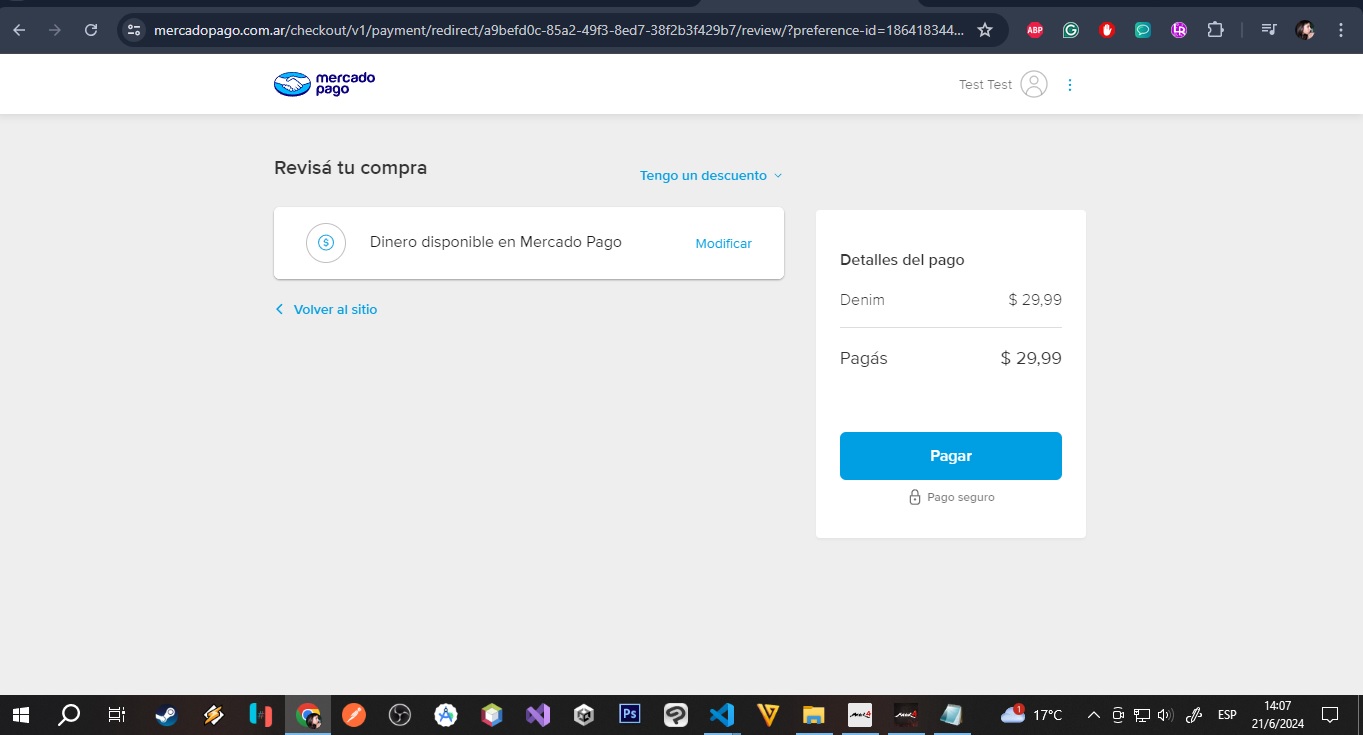 mercadopago.com.ar/checkout/v1/payment/redirect/a9befd0c-85a2-49f3-8ed7-38f2b3f429b7/review/?preference-id=186418344...
ABP
LR
mercado
pago
Test Test
Revisá tu compra
Tengo un descuento
$
Dinero disponible en Mercado Pago
Modificar
Volver al sitio
Detalles del pago
Denim
$ 29,99
Pagás
$ 29,99
Pagar
Pago seguro
Ps
1
17°C
ESP
14:07
21/6/2024